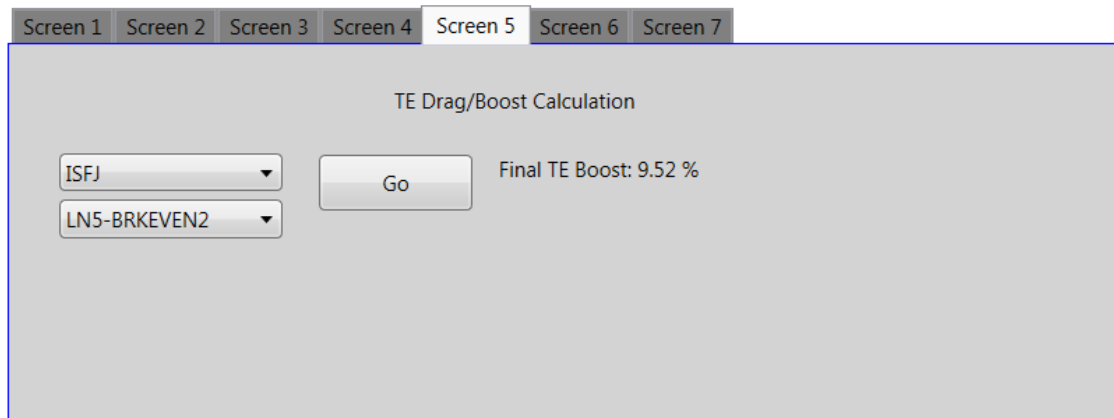 Screen 1 Screen 2 Screen 3 Screen 4 Screen 5 Screen 6 Screen 7
TE Drag/Boost Calculation
ISFJ
Go
Final TE Boost: 9.52 %
LN5-BRKEVEN2